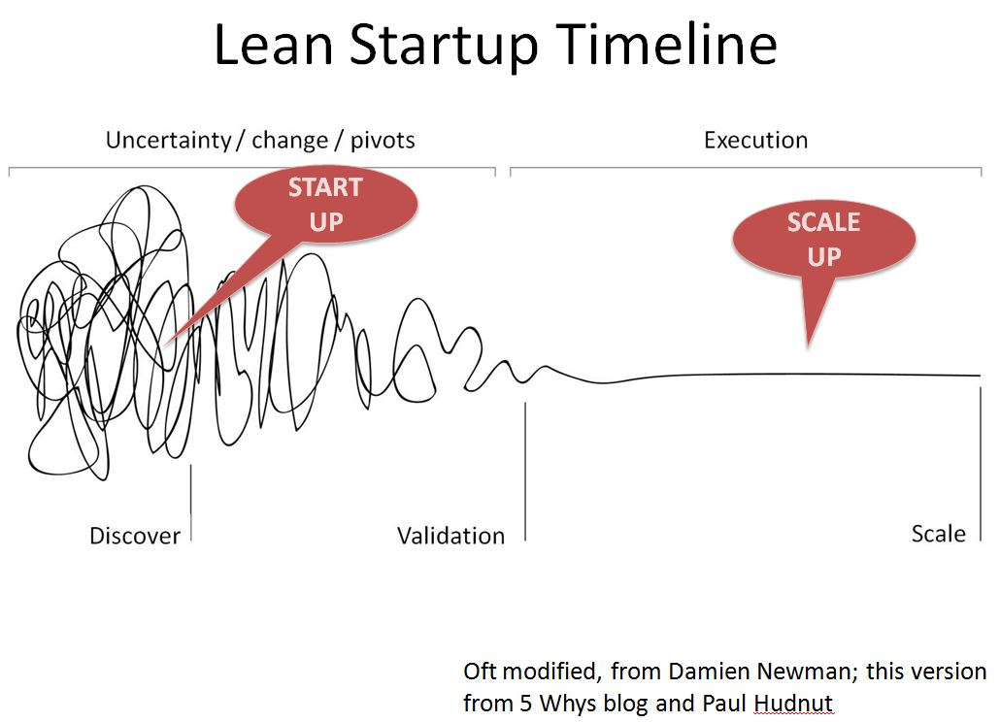 Lean Startup Timeline
Uncertainty / change / pivots
Execution
START
UP
SCALE
UP
Discover
Validation
Scale
Oft modified, from Damien Newman; this version
from 5 Whys blog and Paul Hudnut